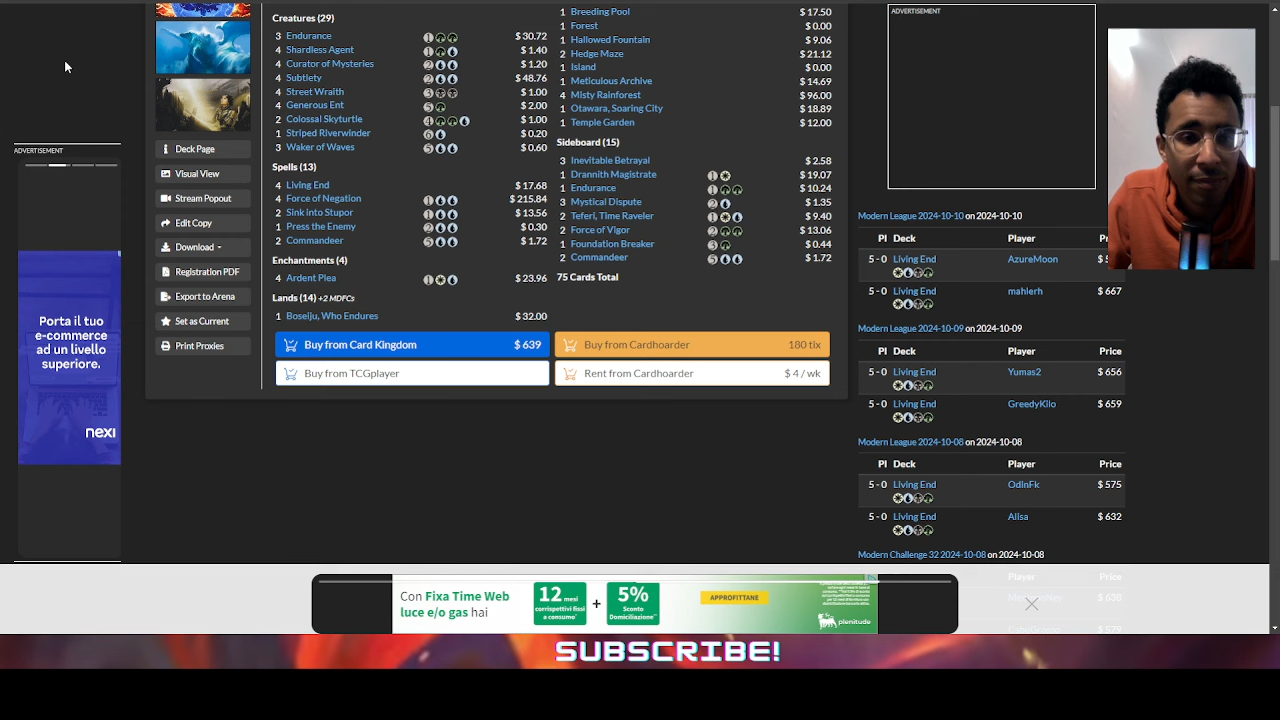 Creatures (29)
3 Endurance $ 30.72
4 Shardless Agent $ 1.40
4 Curator of Mysteries $ 1.20
4 Subtlety $ 48.76
4 Street Wraith $ 1.00
4 Generous Ent $ 2.00
2 Colossal Skyturtle $ 1.00
1 Striped Riverwinder $ 0.20
3 Waker of Waves $ 0.60
Spells (13)
4 Living End $ 17.68
4 Force of Negation $ 215.84
2 Sink into Stupor $ 13.56
1 Press the Enemy $ 0.30
2 Commandeer $ 1.72
Enchantments (4)
4 Ardent Plea $ 23.96
Lands (14) +2 MDFCs
1 Boseiju, Who Endures $ 32.00
1 Breeding Pool $ 17.50
1 Forest $ 0.00
1 Hallowed Fountain $ 9.06
2 Hedge Maze $ 21.12
1 Island $ 0.00
1 Meticulous Archive $ 14.69
4 Misty Rainforest $ 96.00
1 Otawara, Soaring City $ 18.89
1 Temple Garden $ 12.00
Sideboard (15)
3 Inevitable Betrayal $ 2.58
1 Drannith Magistrate $ 19.07
1 Endurance $ 10.24
3 Mystical Dispute $ 1.35
2 Teferi, Time Raveler $ 9.40
2 Force of Vigor $ 13.06
1 Foundation Breaker $ 0.44
2 Commandeer $ 1.72
75 Cards Total
Buy from Card Kingdom $ 639
Buy from Cardhoarder 180 tix
Buy from TCGplayer
Rent from Cardhoarder $ 4 / wk
Deck Page
Visual View
Stream Popout
Edit Copy
Download
Registration PDF
Export to Arena
Set as Current
Print Proxies
ADVERTISEMENT
Porta il tuo
e-commerce
ad un livello
superiore.
nexi
ADVERTISEMENT
Modern League 2024-10-10 on 2024-10-10
Pl Deck Player
5 - 0 Living End AzureMoon
5 - 0 Living End mahlerh $ 667
Modern League 2024-10-09 on 2024-10-09
Pl Deck Player Price
5 - 0 Living End Yumas2 $ 656
5 - 0 Living End GreedyKilo $ 659
Modern League 2024-10-08 on 2024-10-08
Pl Deck Player Price
5 - 0 Living End OdinFk $ 575
5 - 0 Living End Alisa $ 632
Modern Challenge 32 2024-10-08 on 2024-10-08
Con Fixa Time Web
luce e/o gas hai
12 mesi
corrispettivi fissi
a consumo*
+
5%
Sconto
Domiciliazione**
APPROFITTANE
plenitude
SUBSCRIBE!